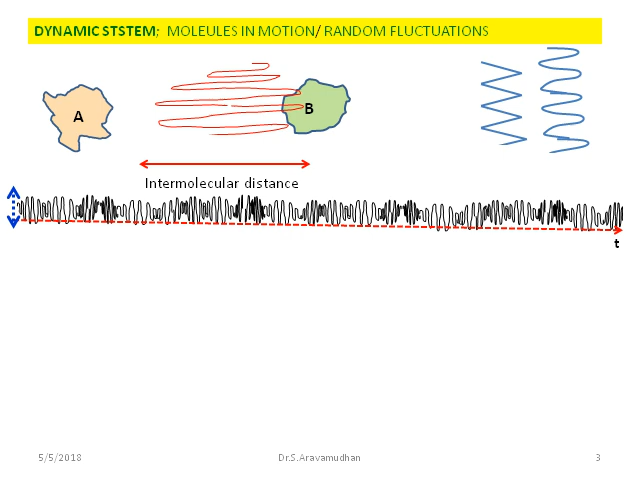 DYNAMIC STSTEM; MOLEULES IN MOTION/ RANDOM FLUCTUATIONS
A
B
Intermolecular distance
t
5/5/2018 Dr.S.Aravamudhan 3